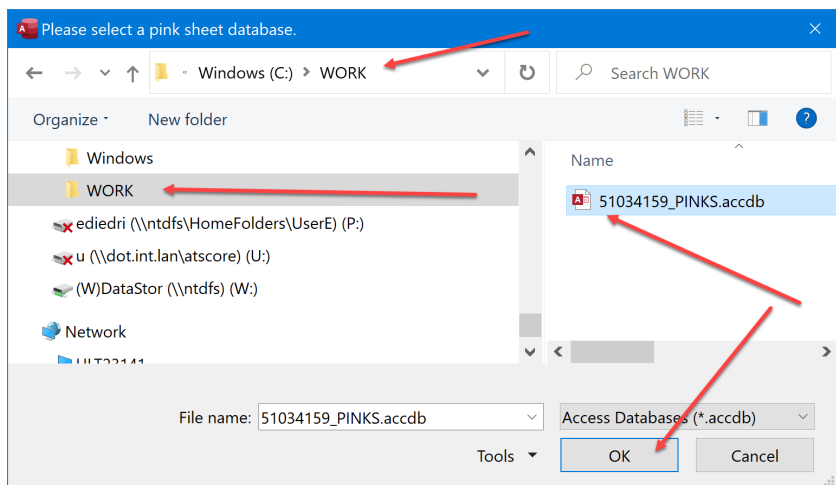 Please select a pink sheet database.
« Windows (C:) > WORK
Search WORK
Organize
New folder
Windows
WORK
ediedri (\\ntdfs\HomeFolders\UserE) (P:)
u (\\dot.int.lan\atscore) (U:)
(W)DataStor (\\ntdfs) (W:)
Network
Name
51034159_PINKS.accdb
File name: 51034159_PINKS.accdb
Access Databases (*.accdb)
Tools
OK
Cancel